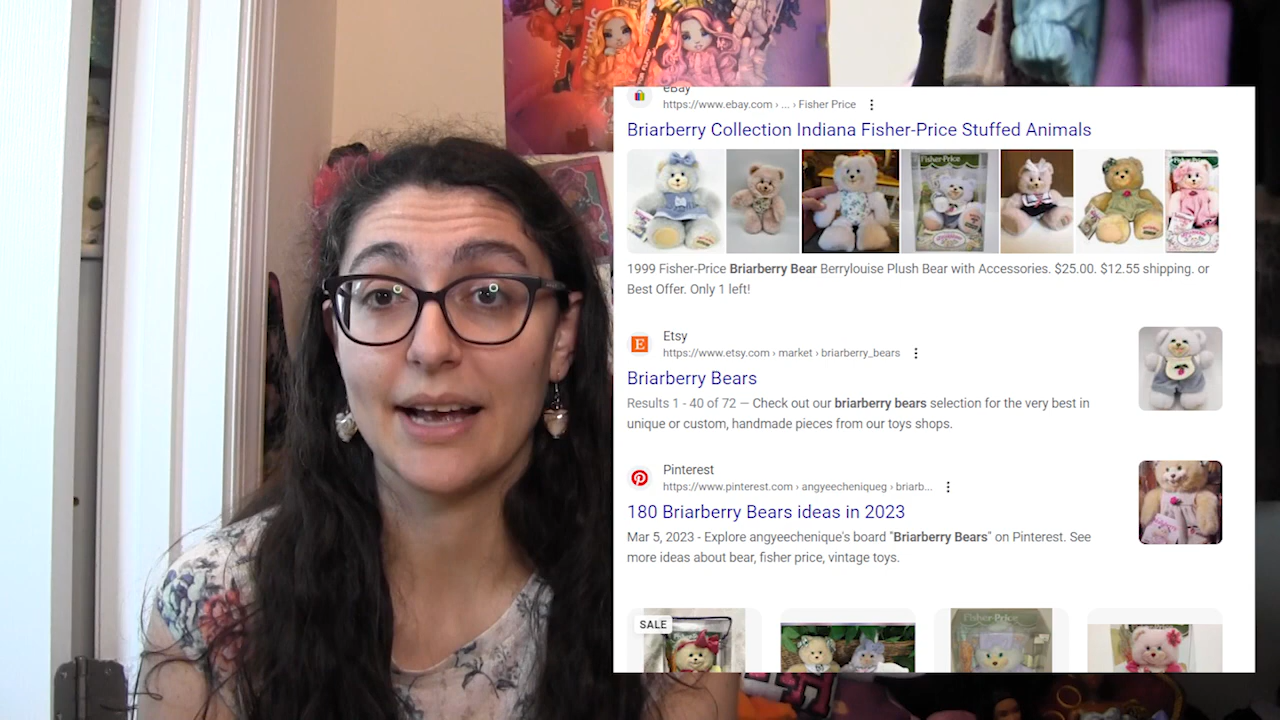 eBay
https://www.ebay.com › ... › Fisher Price
Briarberry Collection Indiana Fisher-Price Stuffed Animals
Fisher-Price
1999 Fisher-Price Briarberry Bear Berrylouise Plush Bear with Accessories. $25.00. $12.55 shipping. or
Best Offer. Only 1 left!
Etsy
https://www.etsy.com › market › briarberry_bears
Briarberry Bears
Results 1 - 40 of 72 — Check out our briarberry bears selection for the very best in
unique or custom, handmade pieces from our toys shops.
Pinterest
https://www.pinterest.com › angyeecheniqueg › briarb...
180 Briarberry Bears ideas in 2023
Mar 5, 2023 - Explore angyeechenique's board "Briarberry Bears" on Pinterest. See
more ideas about bear, fisher price, vintage toys.
SALE
Fisher-Price